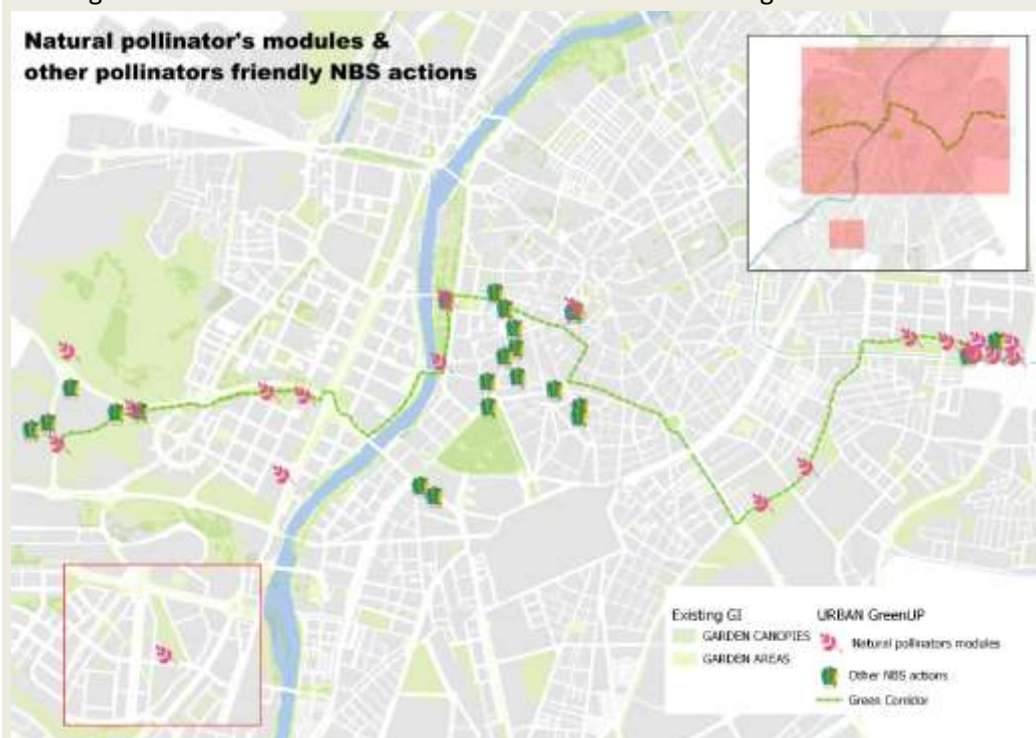 Natural pollinator's modules &
other pollinators friendly NBS actions
Existing GI
GARDEN CANOPIES
GARDEN AREAS
URBAN GreenUP
Natural pollinators modules
Other NBS actions
Green Corridor